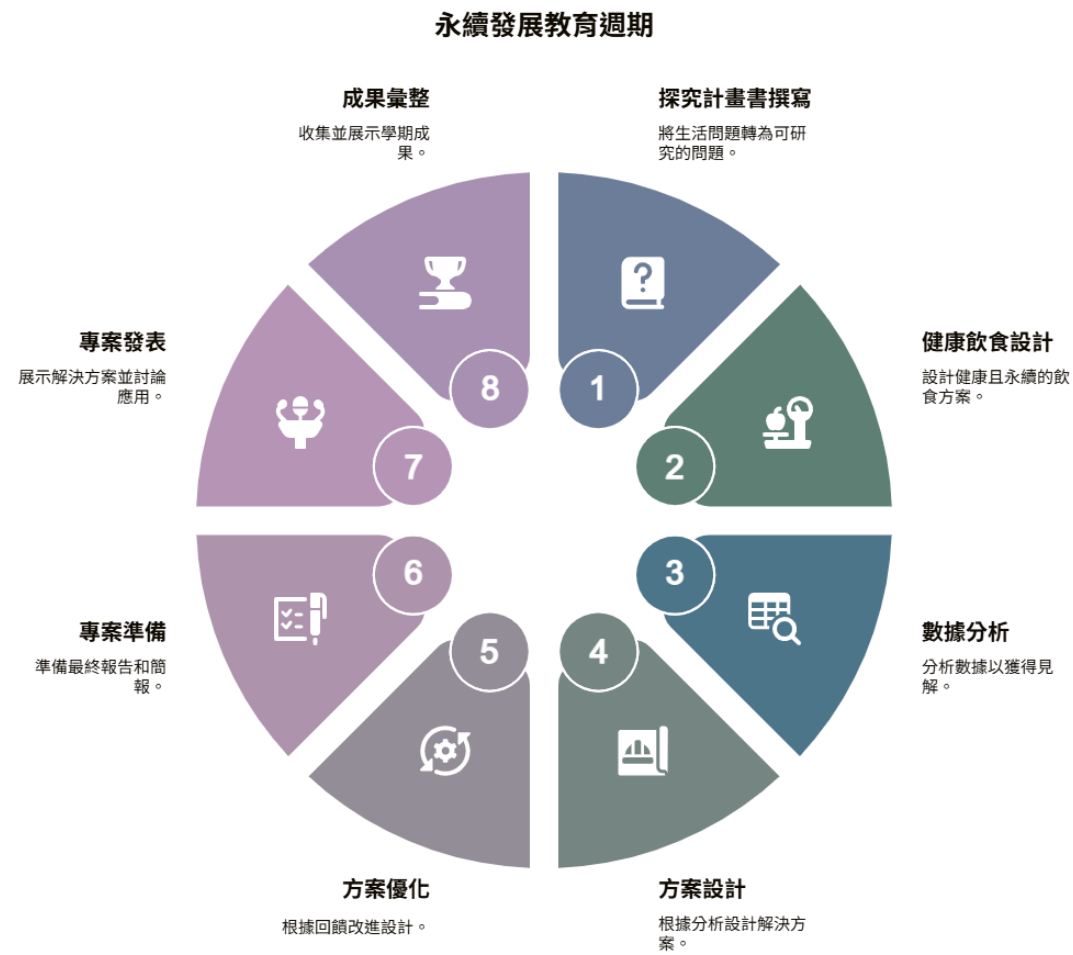 永續發展教育週期
探究計畫書撰寫
將生活問題轉為可研
究的問題。
健康飲食設計
設計健康且永續的飲
食方案。
數據分析
分析數據以獲得見
解。
方案設計
根據分析設計解決方
案。
方案優化
根據回饋改進設計。
專案準備
準備最終報告和簡
報。
專案發表
展示解決方案並討論
應用。
成果彙整
收集並展示學期成
果。
1
2
3
4
5
6
7
8
?